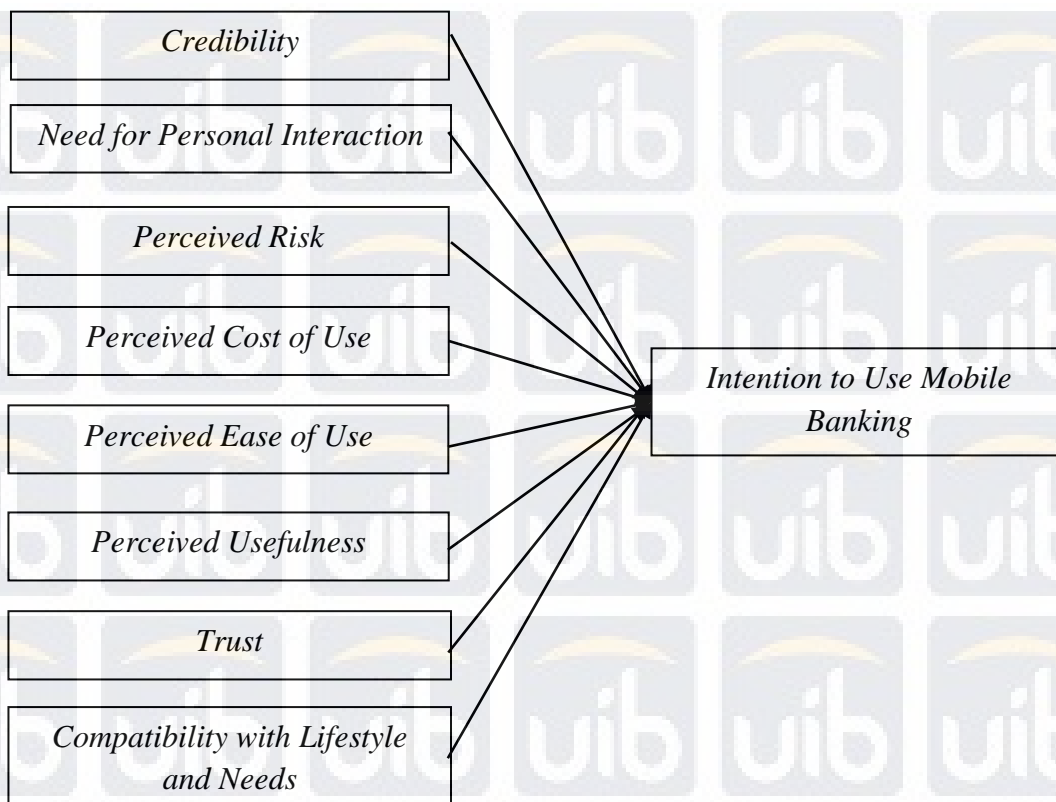 Credibility
Need for Personal Interaction
Perceived Risk
Perceived Cost of Use
Perceived Ease of Use
Perceived Usefulness
Trust
Compatibility with Lifestyle
and Needs
Intention to Use Mobile
Banking
uib